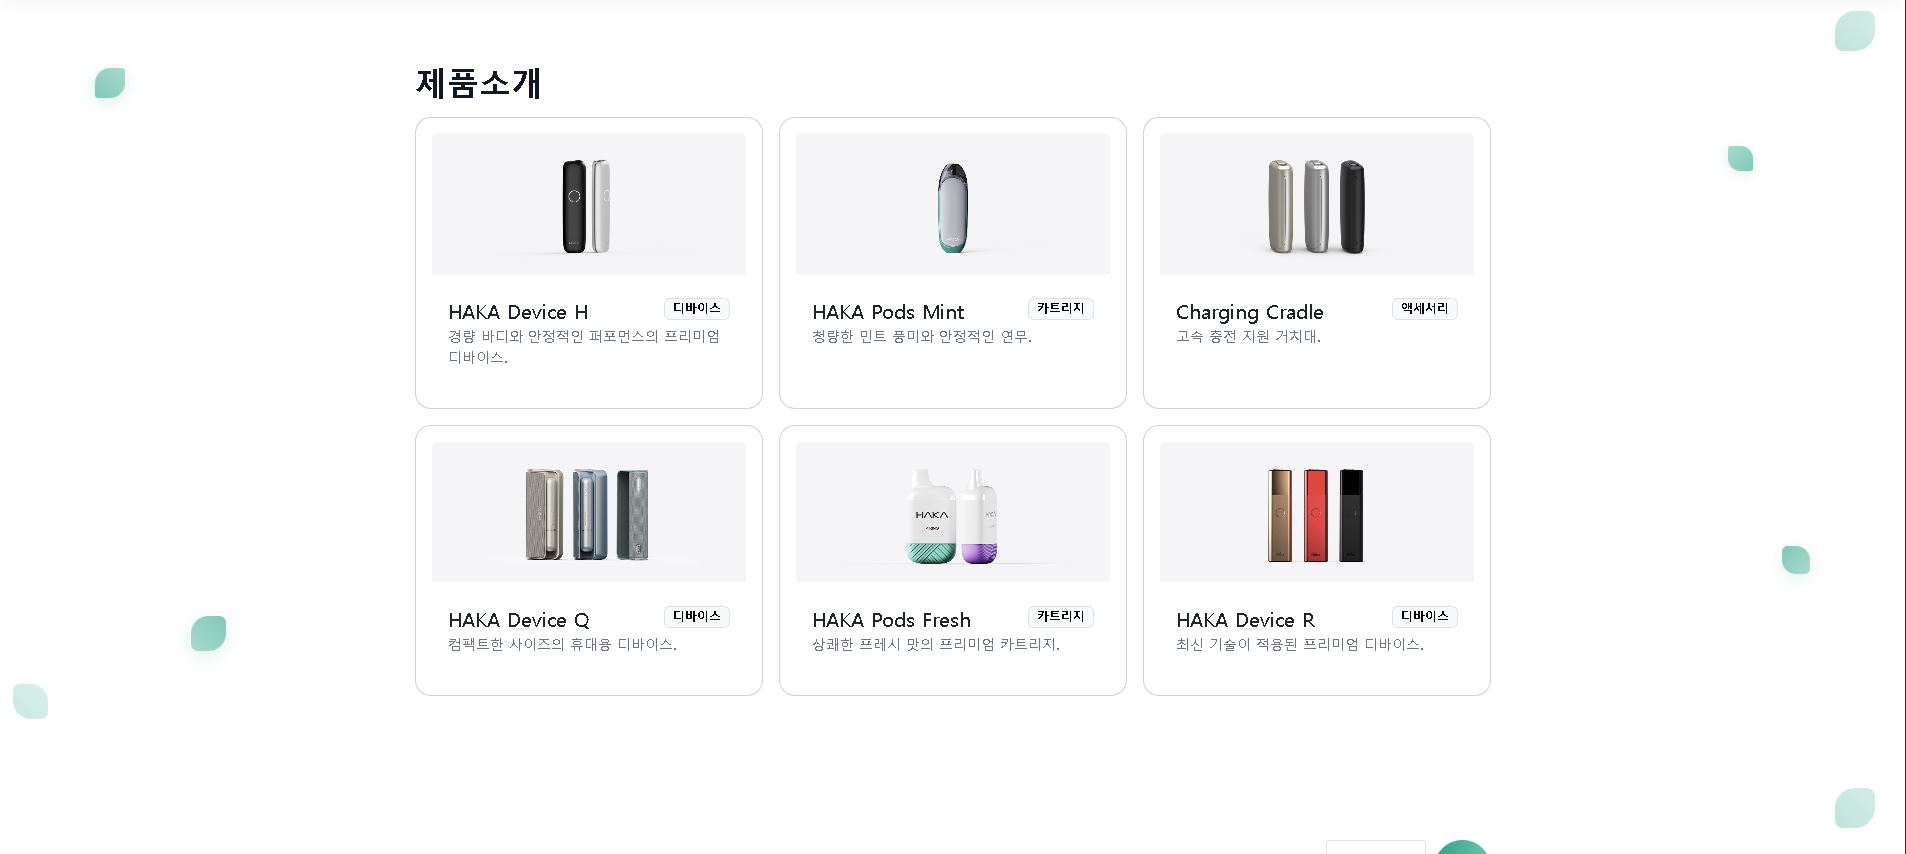 제품소개
HAKA Device H
디바이스
경량 바디와 안정적인 퍼포먼스의 프리미엄
디바이스.
HAKA Pods Mint
카트리지
청량한 민트 풍미와 안정적인 연무.
Charging Cradle
액세서리
고속 충전 지원 거치대.
HAKA
HAKA
HAKA Device Q
디바이스
컴팩트한 사이즈의 휴대용 디바이스.
HAKA Pods Fresh
카트리지
상쾌한 프레시 맛의 프리미엄 카트리지.
HAKA Device R
디바이스
최신 기술이 적용된 프리미엄 디바이스.